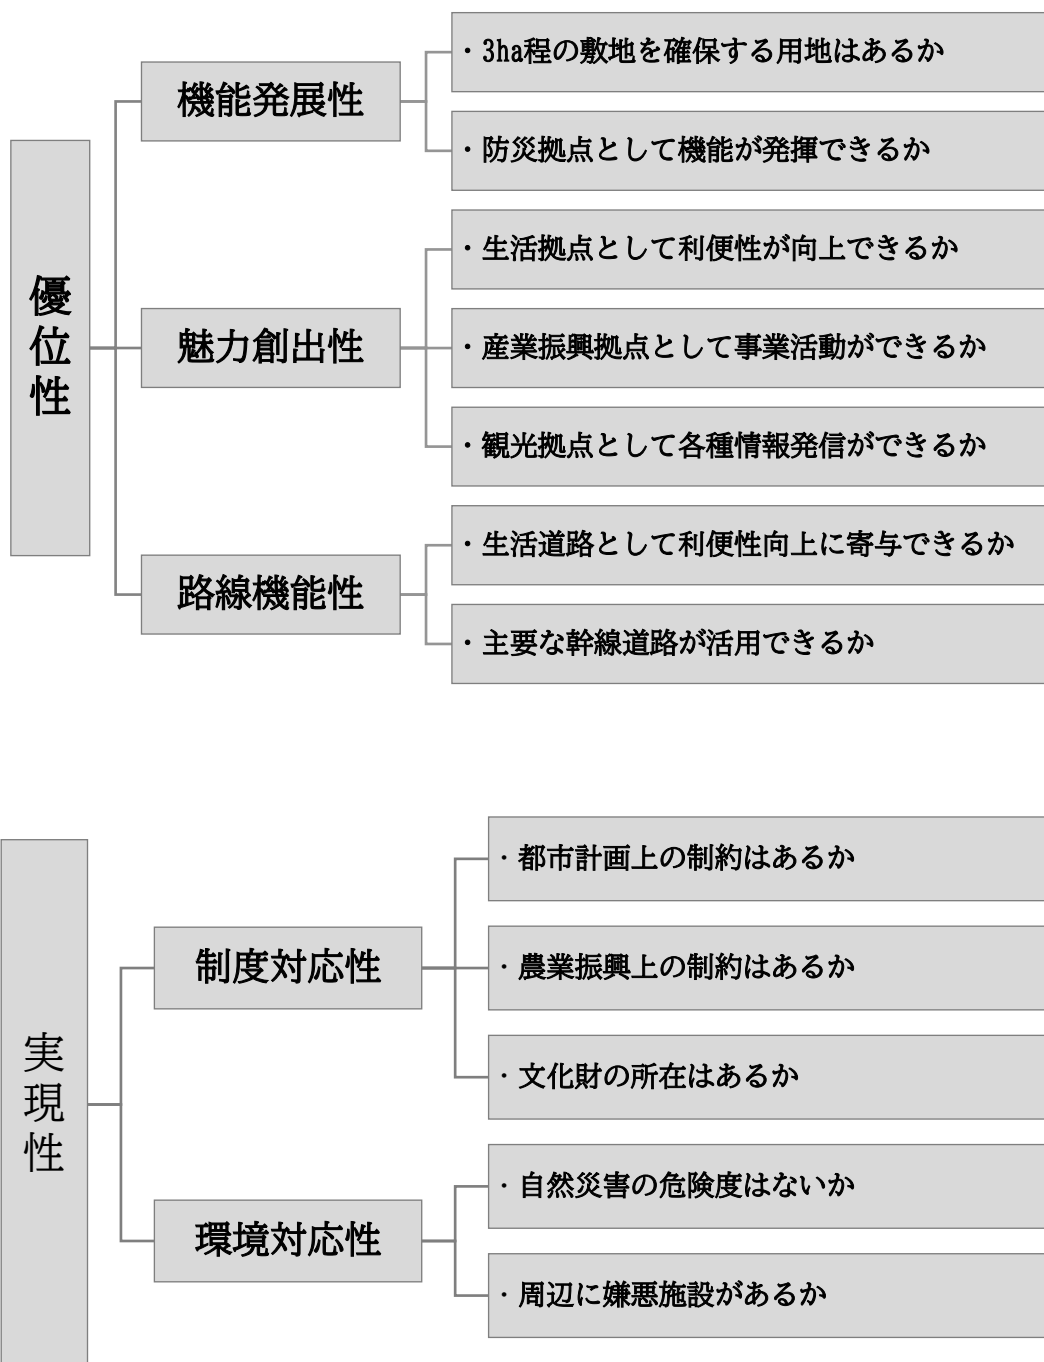 優位性
機能発展性
・3ha程の敷地を確保する用地はあるか
・防災拠点として機能が発揮できるか
魅力創出性
・生活拠点として利便性が向上できるか
・産業振興拠点として事業活動ができるか
・観光拠点として各種情報発信ができるか
路線機能性
・生活道路として利便性向上に寄与できるか
・主要な幹線道路が活用できるか
実現性
制度対応性
・都市計画上の制約はあるか
・農業振興上の制約はあるか
・文化財の所在はあるか
環境対応性
・自然災害の危険度はないか
・周辺に嫌悪施設があるか